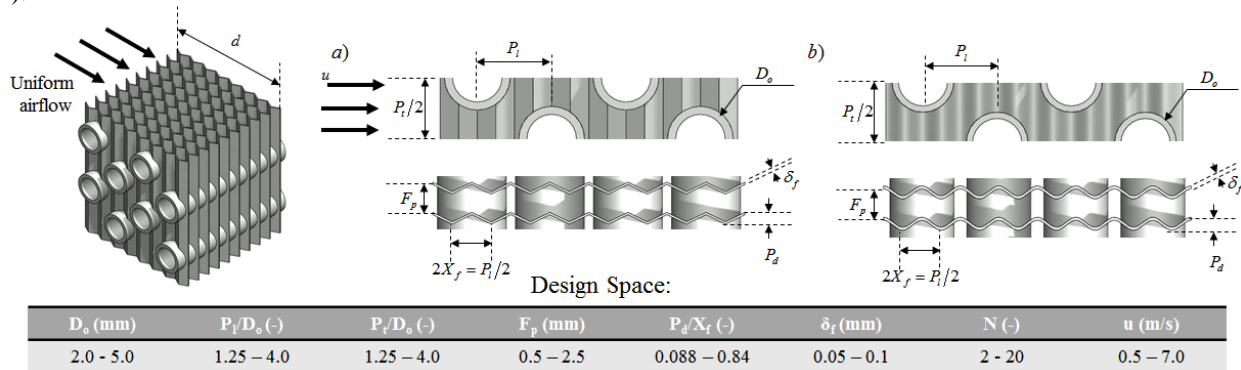 ).
Uniform
airflow
d
a)
u
P_l
P_t/2
D_o
F_p
δ_f
P_d
2X_f = P_l/2
b)
P_l
P_t/2
D_o
F_p
δ_f
P_d
2X_f = P_l/2
Design Space:
D_o (mm) P_l/D_o (-) P_t/D_o (-) F_p (mm) P_d/X_f (-) δ_f (mm) N (-) u (m/s)
2.0 - 5.0 1.25 – 4.0 1.25 – 4.0 0.5 – 2.5 0.088 – 0.84 0.05 – 0.1 2 - 20 0.5 – 7.0